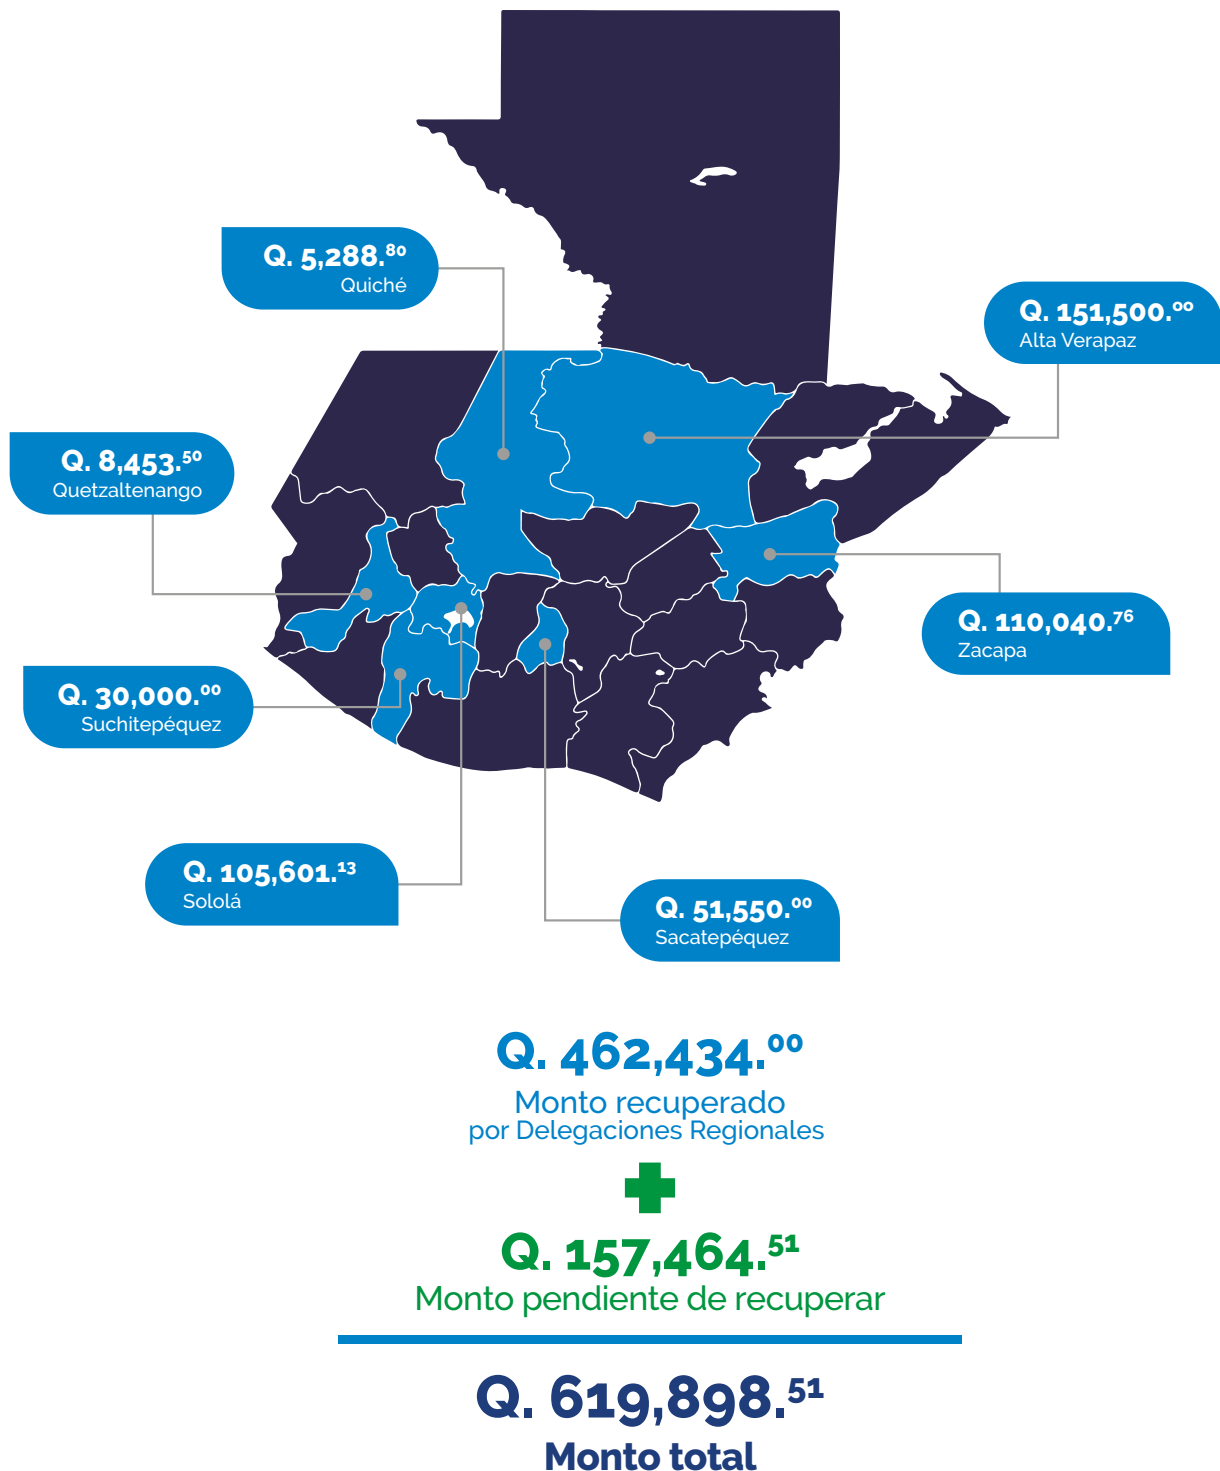 Q. 5,288.80
Quiché
Q. 151,500.00
Alta Verapaz
Q. 8,453.50
Quetzaltenango
Q. 110,040.76
Zacapa
Q. 30,000.00
Suchitepéquez
Q. 105,601.13
Sololá
Q. 51,550.00
Sacatepéquez
Q. 462,434.00
Monto recuperado
por Delegaciones Regionales
Q. 157,464.51
Monto pendiente de recuperar
Q. 619,898.51
Monto total